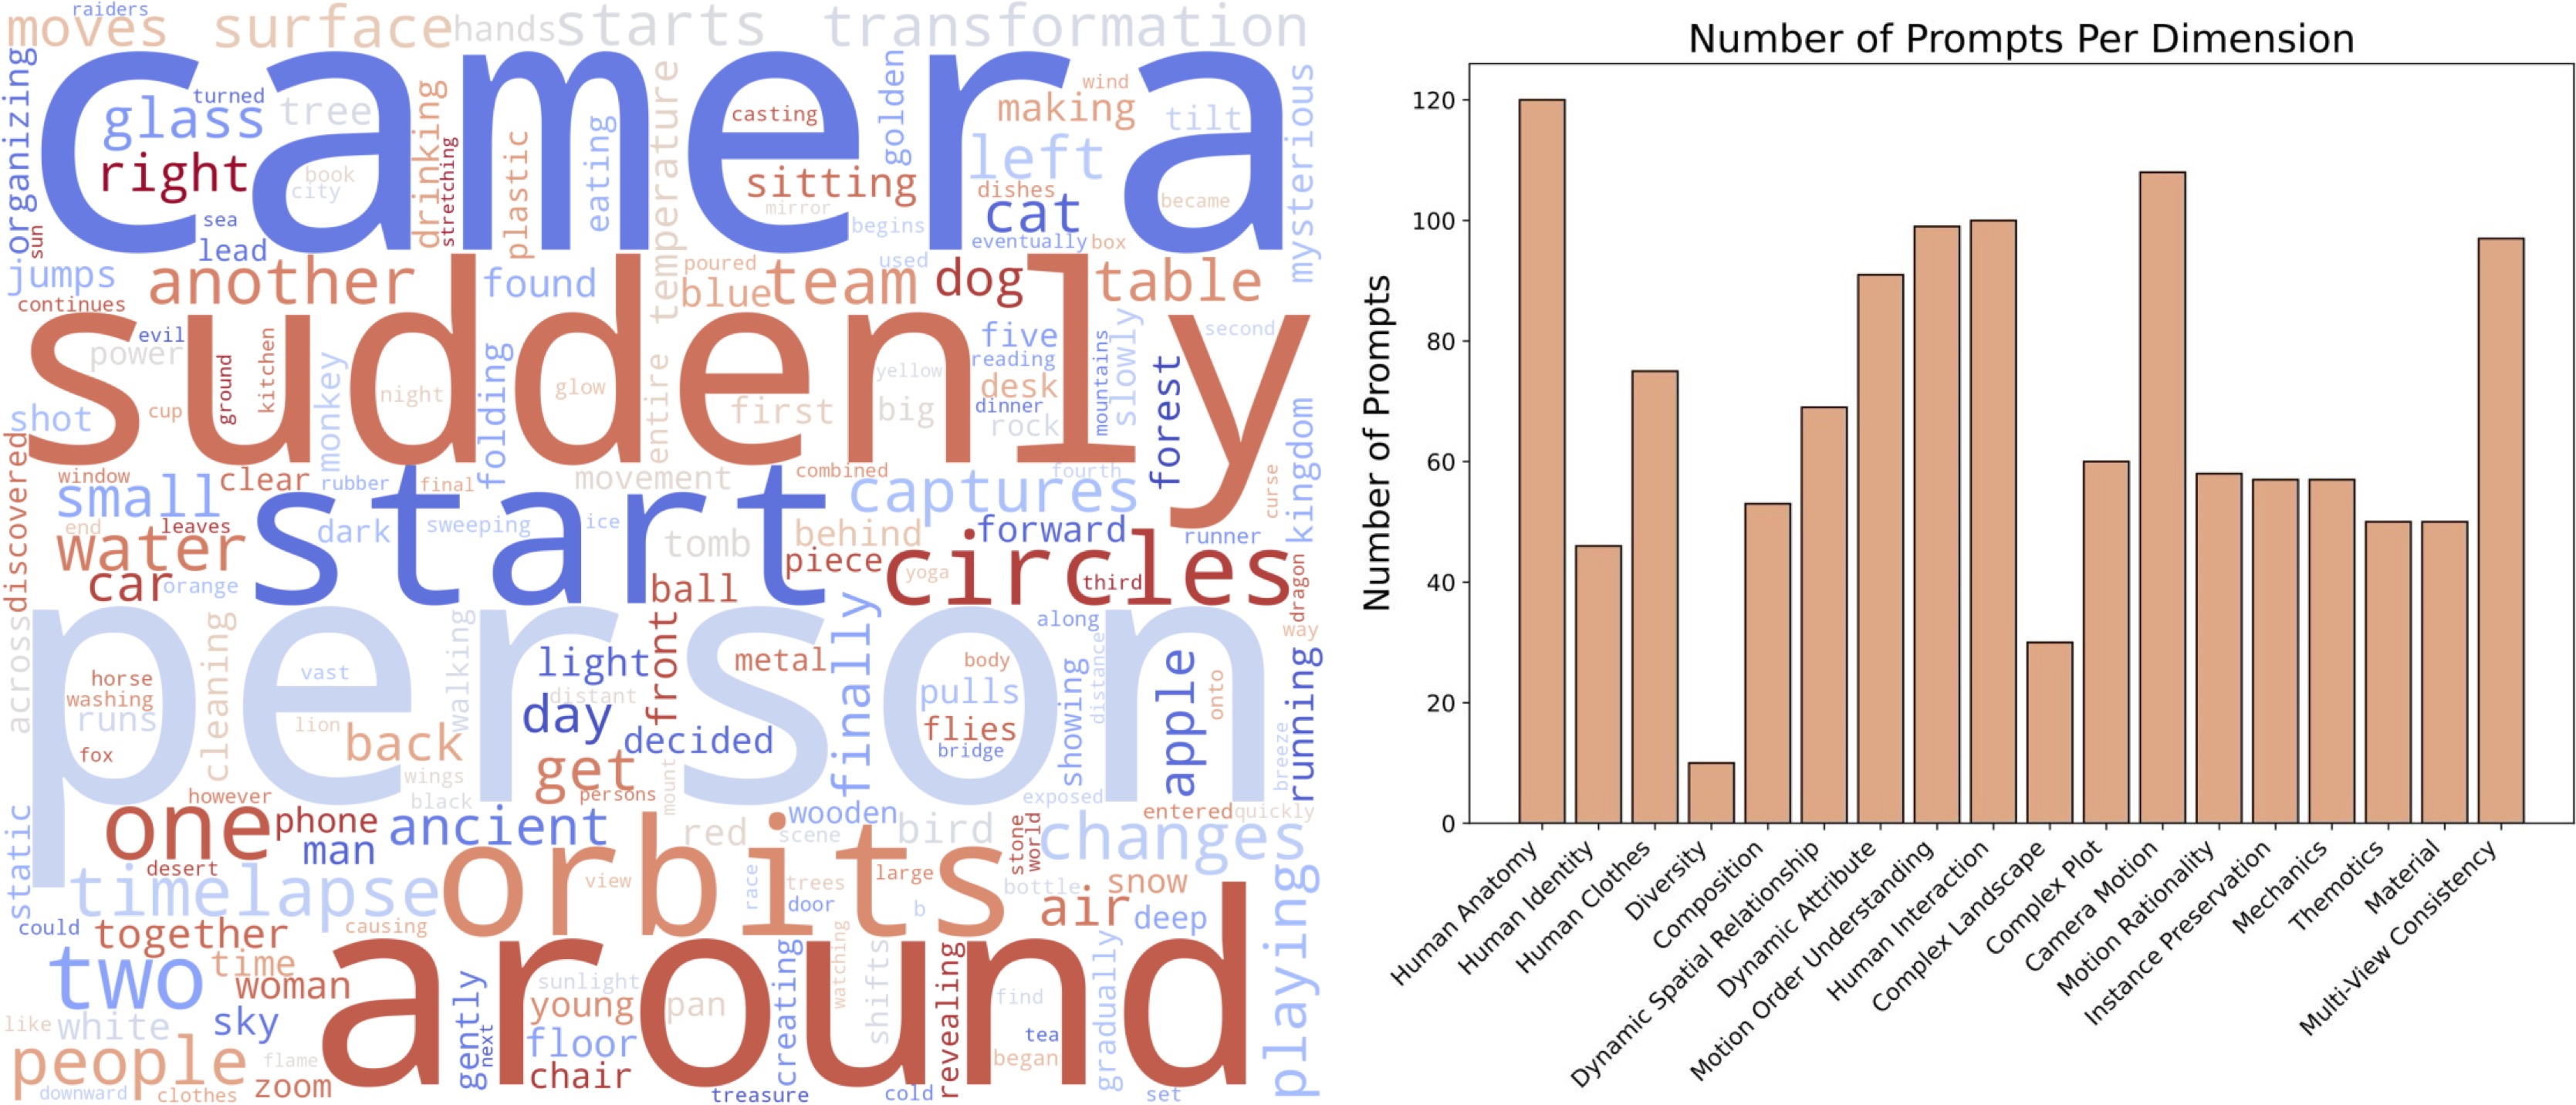 raiders
moves surface hands starts transformation
organizing
camera
turned
glass tree
right
book
city
sea
lead
sun
drinking
stretching
plastic
eating
temperature
casting
golden
sitting
mirror
begins
wind
making
tilt
left
dishes
cat
became
eventually box
mysterious
jumps
another
found
poured
blue team
used
dog
table
continues
suddenly
evil
power
ground
kitchen
shot
cup
monkey
night
folding
glow
entire
first
yellow
big
five
reading
desk
dinner
rock
mountains
slowly
forest
second
kingdom
discovered
window
small
clear
rubber
final
movement
combined
captures
fourth
curse
end
leaves
water
start
dark
sweeping
ice
tomb
behind
forward
runner
piece
circles
yoga
third
car
orange
ball
dragon
across
person
cleaning
walking
front
finally
along
way
horse
washing
runs
fox
vast
lion
light
distant
day
decided
metal
body
pulls
flies
bridge
showing
distance
apple
onto
running
breeze
back
wings
get
persons
mount
however
black
exposed
entered quickly
static
one
phone
man
ancient
wooden
red
scene
bird
stone
world
changes
desert
timelapse
orbits
view
race
trees
door
large
b
bottle
snow
air
deep
playing
could
together
causing
around
two
time
woman
like white
sky
people
flame
zoom
downward
clothes
gently
next
sunlight
young
floor
chair
pan
creating
watching
shifts
revealing
find
tea
began
gradually
treasure
cold
set
Number of Prompts Per Dimension
Number of Prompts
120
100
80
60
40
20
0
Human Anatomy
Human Identity
Human Clothes
Diversity
Composition
Dynamic Spatial Relationship
Dynamic Attribute
Motion Order Understanding
Human Interaction
Complex Landscape
Complex Plot
Camera Motion
Motion Rationality
Instance Preservation
Mechanics
Themotics
Material
Multi-View Consistency